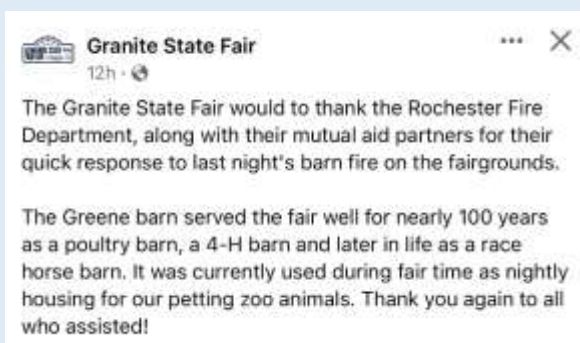 Granite State Fair
12h ·
The Granite State Fair would to thank the Rochester Fire
Department, along with their mutual aid partners for their
quick response to last night's barn fire on the fairgrounds.
The Greene barn served the fair well for nearly 100 years
as a poultry barn, a 4-H barn and later in life as a race
horse barn. It was currently used during fair time as nightly
housing for our petting zoo animals. Thank you again to all
who assisted!